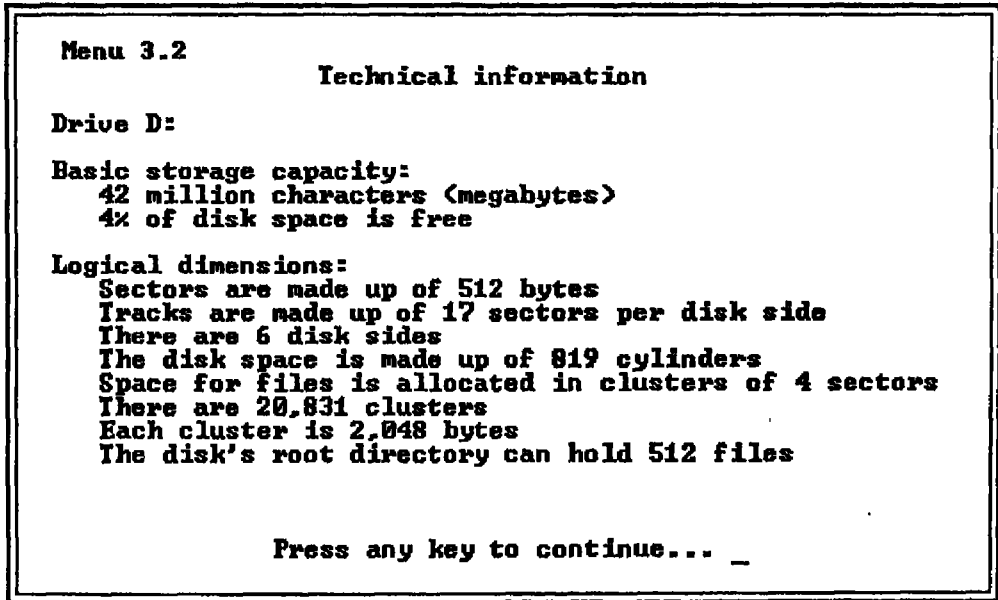 Menu 3.2
Technical information
Drive D:
Basic storage capacity:
42 million characters (megabytes)
4% of disk space is free
Logical dimensions:
Sectors are made up of 512 bytes
Tracks are made up of 17 sectors per disk side
There are 6 disk sides
The disk space is made up of 819 cylinders
Space for files is allocated in clusters of 4 sectors
There are 20,831 clusters
Each cluster is 2,048 bytes
The disk's root directory can hold 512 files
Press any key to continue... _